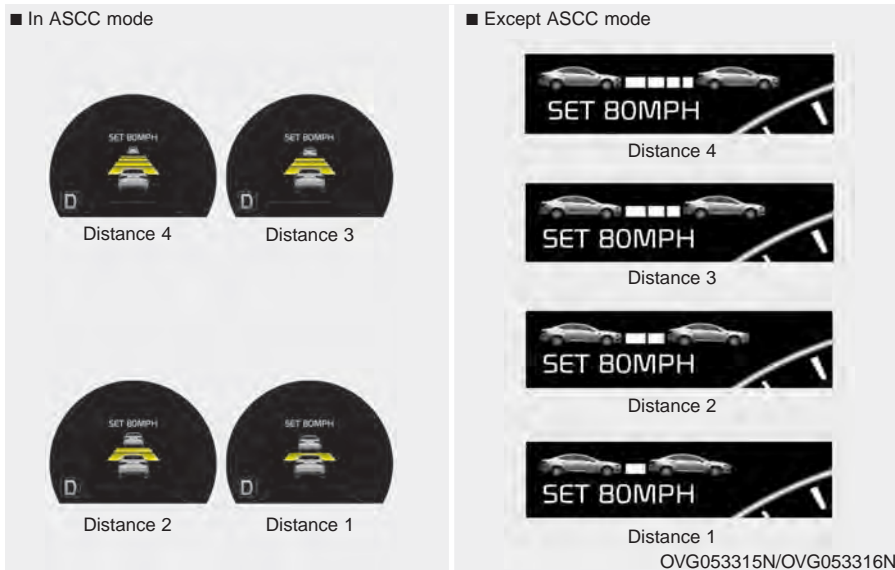 ■ In ASCC mode
SET 80MPH
D
Distance 4
SET 80MPH
D
Distance 3
SET 80MPH
D
Distance 2
SET 80MPH
D
Distance 1
■ Except ASCC mode
SET 80MPH
Distance 4
SET 80MPH
Distance 3
SET 80MPH
Distance 2
SET 80MPH
Distance 1
OVG053315N/OVG053316N